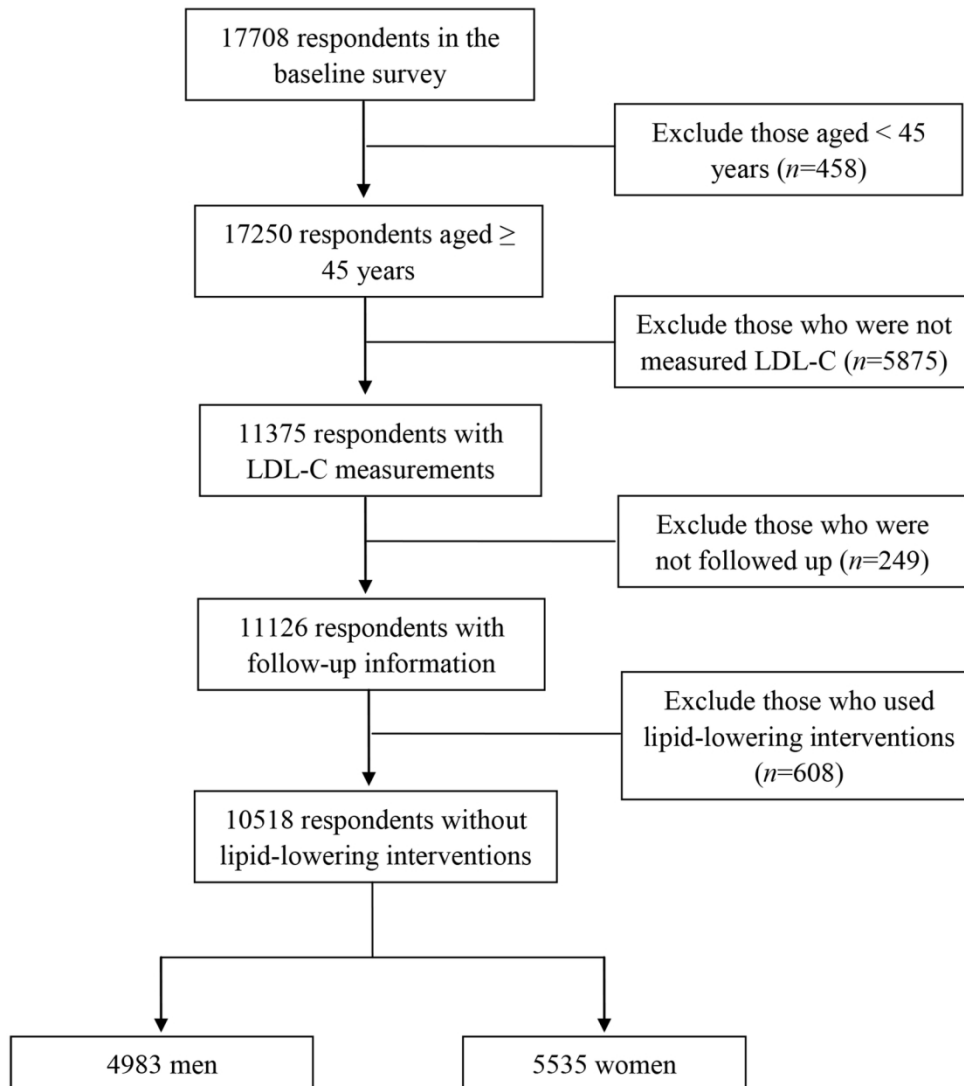 17708 respondents in the
baseline survey
Exclude those aged < 45
years (n=458)
17250 respondents aged ≥
45 years
Exclude those who were not
measured LDL-C (n=5875)
11375 respondents with
LDL-C measurements
Exclude those who were
not followed up (n=249)
11126 respondents with
follow-up information
Exclude those who used
lipid-lowering interventions
(n=608)
10518 respondents without
lipid-lowering interventions
4983 men
5535 women